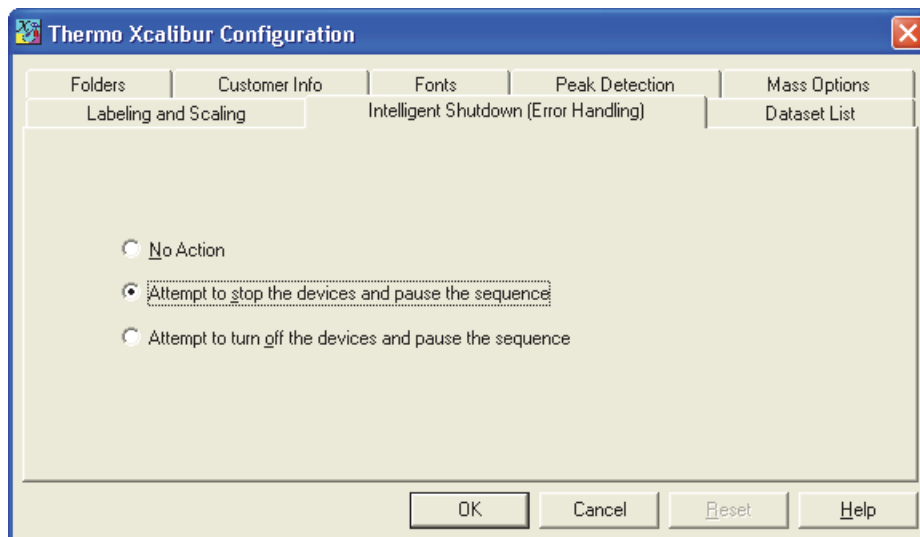 Thermo Xcalibur Configuration
Folders Customer Info Fonts Peak Detection Mass Options
Labeling and Scaling Intelligent Shutdown (Error Handling) Dataset List
No Action
Attempt to stop the devices and pause the sequence
Attempt to turn off the devices and pause the sequence
OK Cancel Reset Help